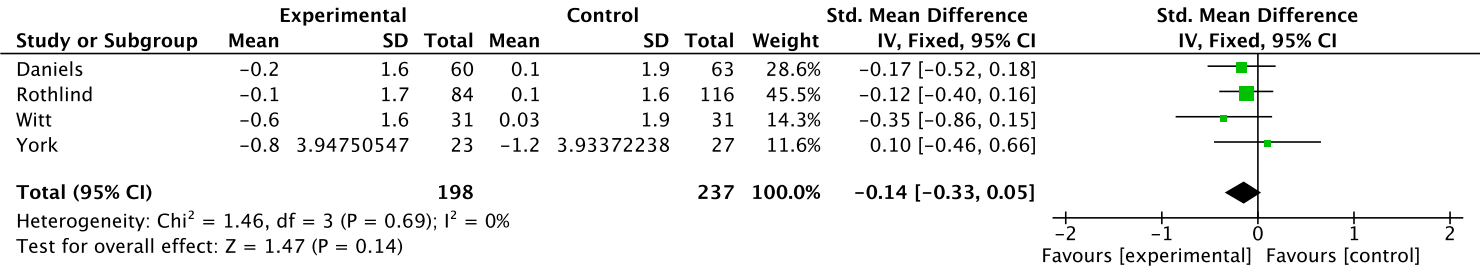 Experimental Control Std. Mean Difference Std. Mean Difference
Study or Subgroup Mean SD Total Mean SD Total Weight IV, Fixed, 95% CI IV, Fixed, 95% CI
Daniels −0.2 1.6 60 0.1 1.9 63 28.6% −0.17 [−0.52, 0.18]
Rothlind −0.1 1.7 84 0.1 1.6 116 45.5% −0.12 [−0.40, 0.16]
Witt −0.6 1.6 31 0.03 1.9 31 14.3% −0.35 [−0.86, 0.15]
York −0.8 3.94750547 23 −1.2 3.93372238 27 11.6% 0.10 [−0.46, 0.66]
Total (95% CI) 198 237 100.0% −0.14 [−0.33, 0.05]
Heterogeneity: Chi² = 1.46, df = 3 (P = 0.69); I² = 0%
Test for overall effect: Z = 1.47 (P = 0.14)
−2 −1 0 1 2
Favours [experimental] Favours [control]